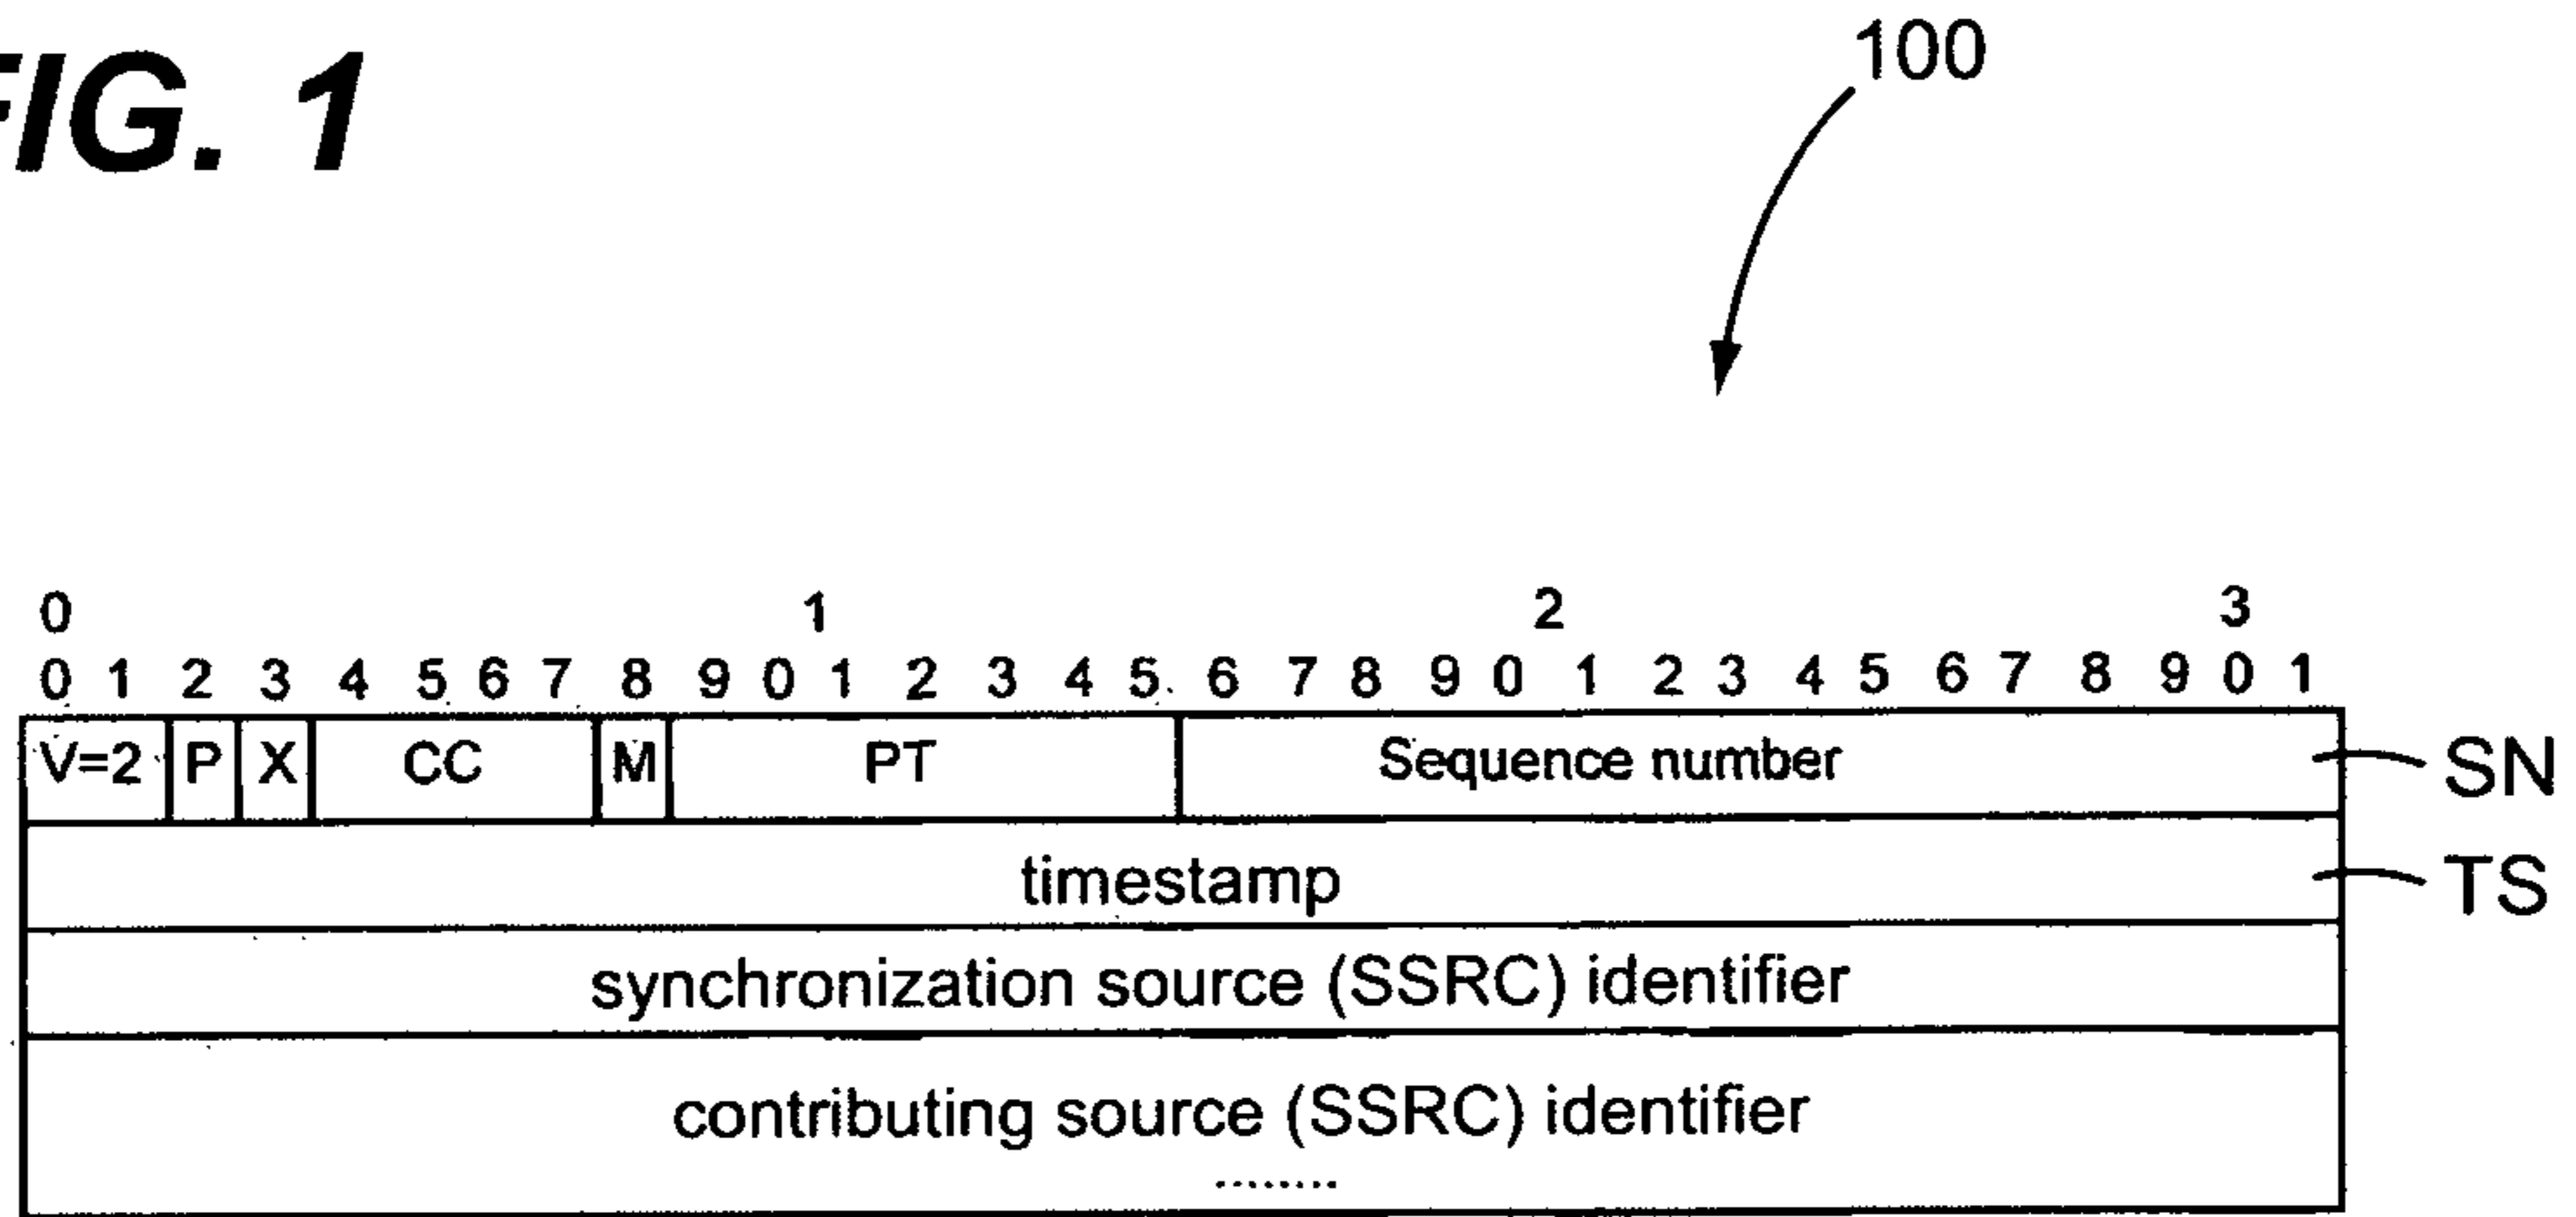 FIG. 1
100
0 1 2 3
0 1 2 3 4 5 6 7 8 9 0 1 2 3 4 5 6 7 8 9 0 1 2 3 4 5 6 7 8 9 0 1
V=2 P X CC M PT Sequence number SN
timestamp TS
synchronization source (SSRC) identifier
contributing source (SSRC) identifier
........